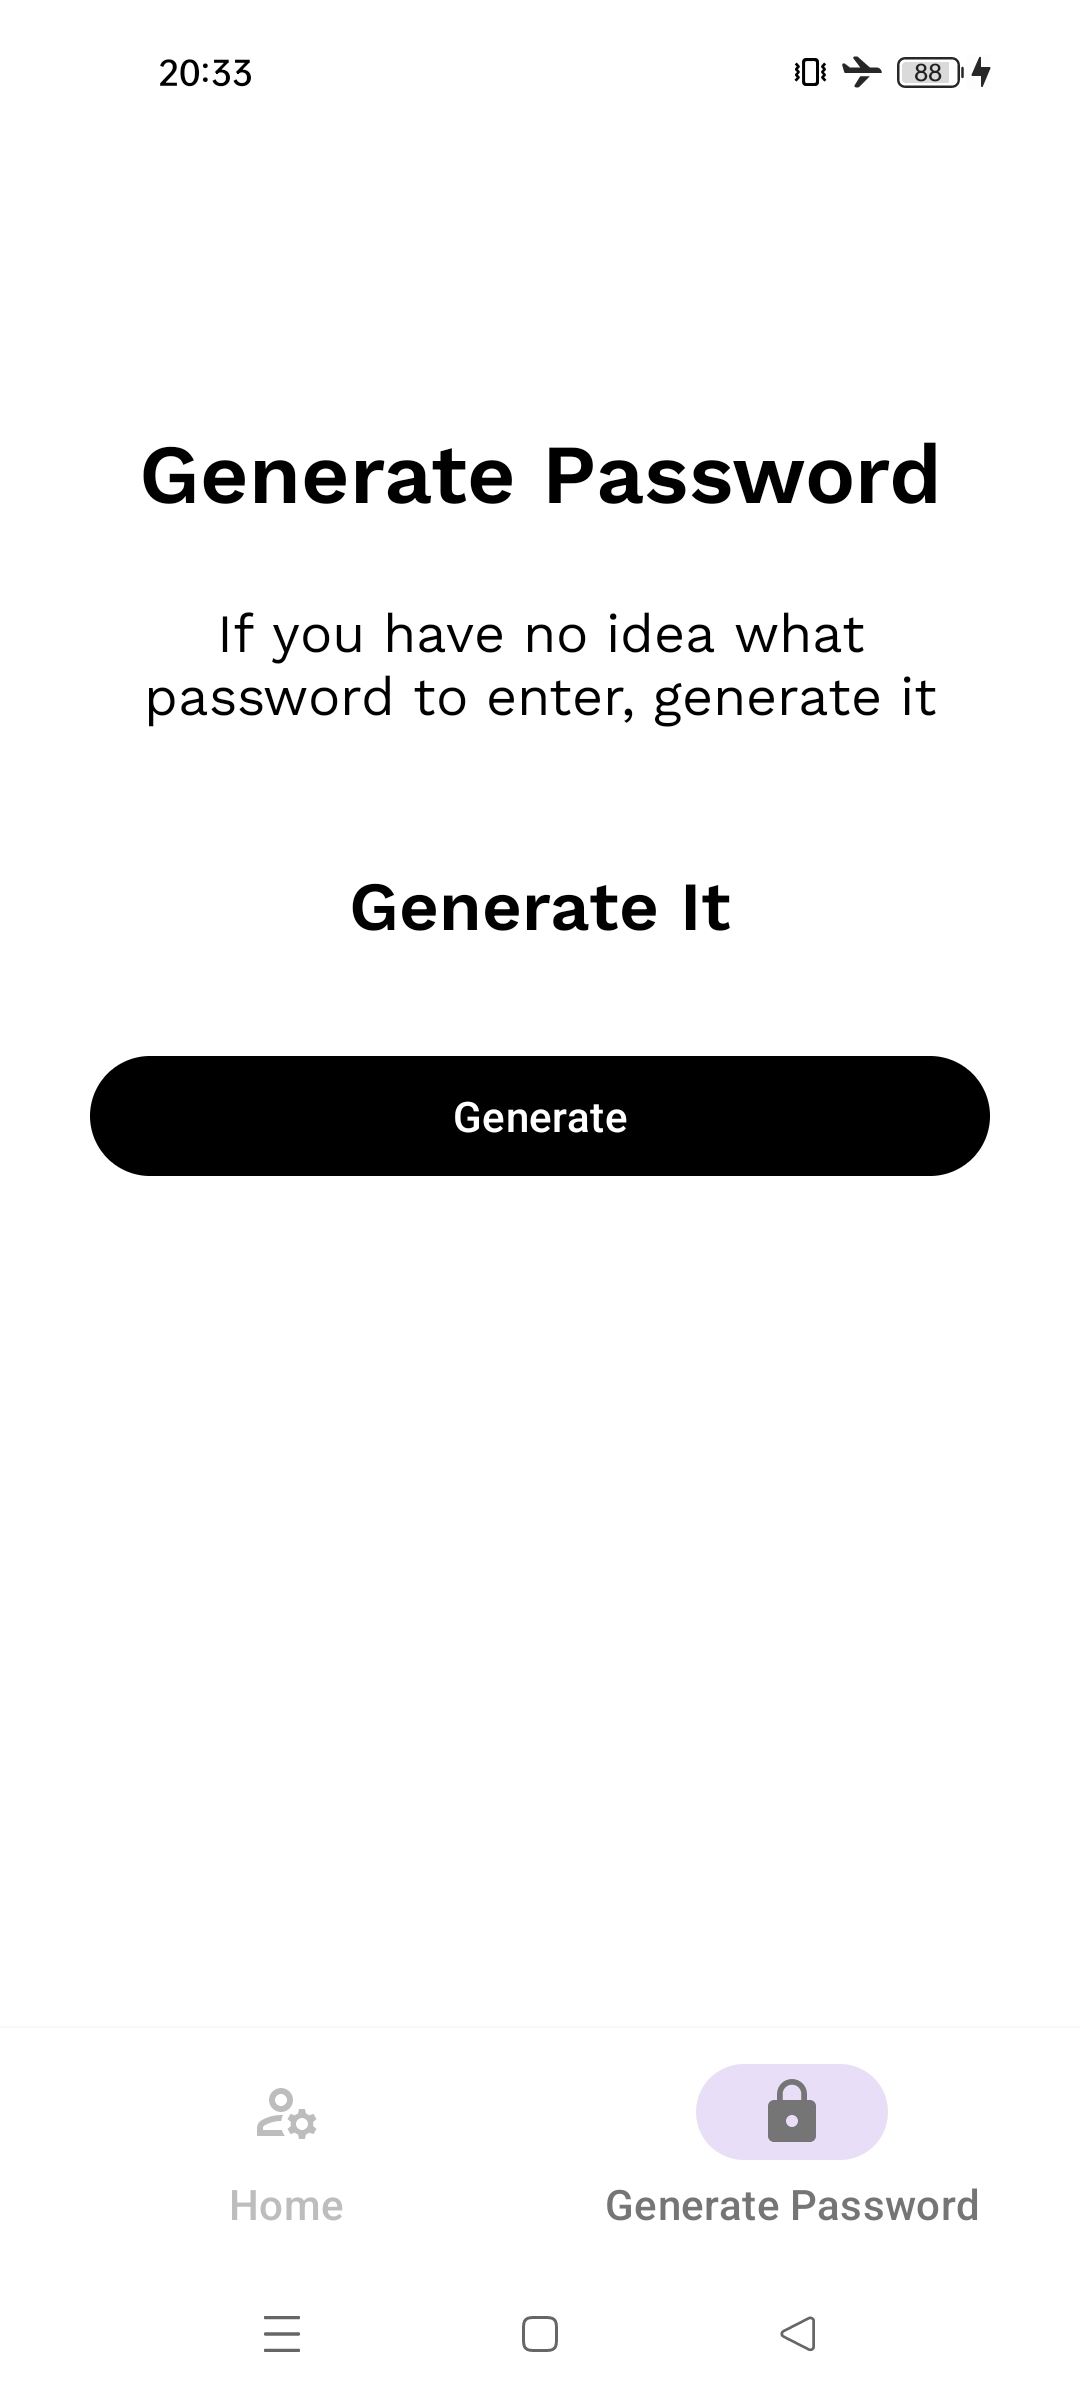 20:33
88
Generate Password
If you have no idea what
password to enter, generate it
Generate It
Generate
Home
Generate Password